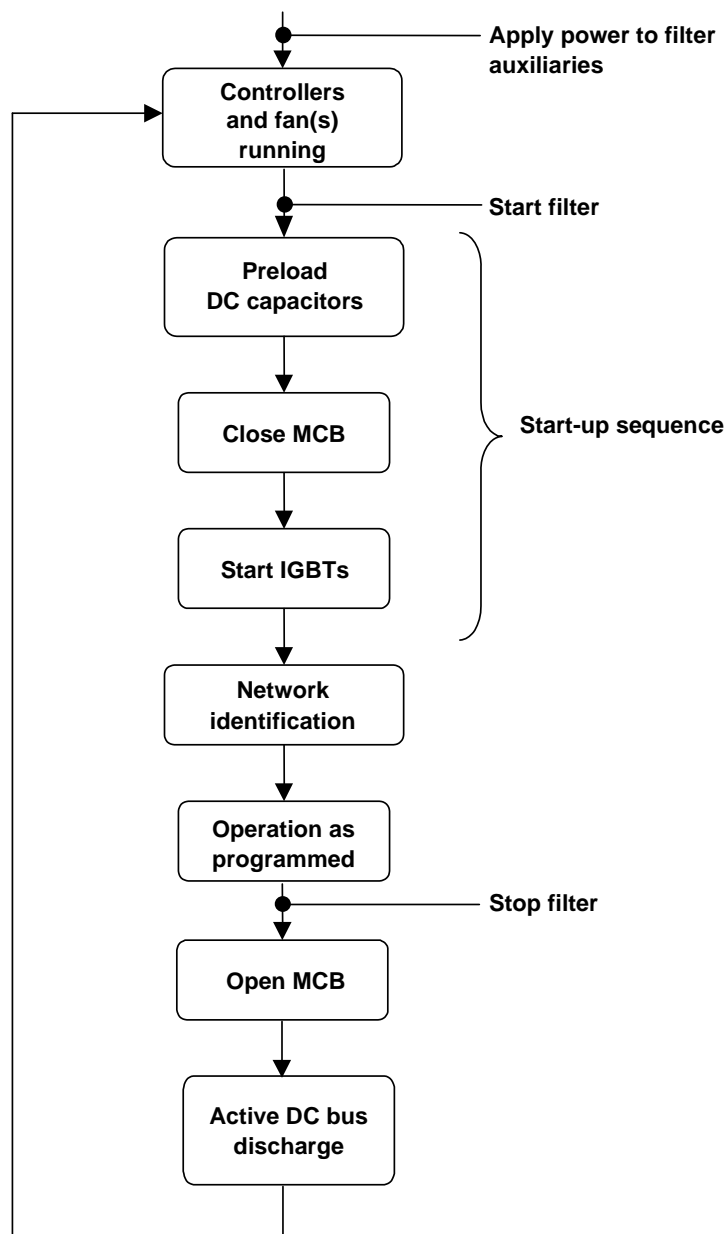 Apply power to filter
auxiliaries
Controllers
and fan(s)
running
Start filter
Preload
DC capacitors
Close MCB
Start-up sequence
Start IGBTs
Network
identification
Operation as
programmed
Stop filter
Open MCB
Active DC bus
discharge